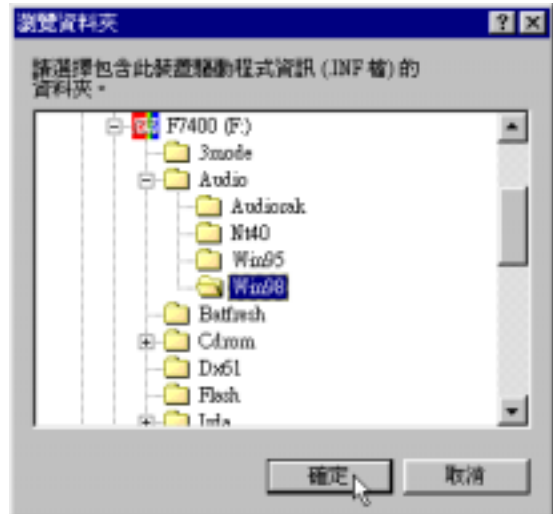 瀏覽資料夾
請選擇包含此裝置驅動程式資訊 (.INF 檔) 的
資料夾。
F7400 (F:)
3mode
Audio
Audiorak
Nt40
Win95
Win98
Batfresh
Cdrom
Dx61
Flash
Irda
確定
取消